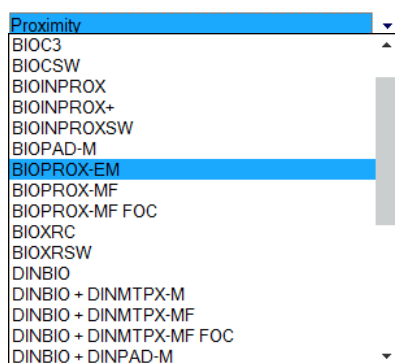 Proximity
BIOC3
BIOCSW
BIOINPROX
BIOINPROX+
BIOINPROXSW
BIOPAD-M
BIOPROX-EM
BIOPROX-MF
BIOPROX-MF FOC
BIOXRC
BIOXRSW
DINBIO
DINBIO + DINMTPX-M
DINBIO + DINMTPX-MF
DINBIO + DINMTPX-MF FOC
DINBIO + DINPAD-M